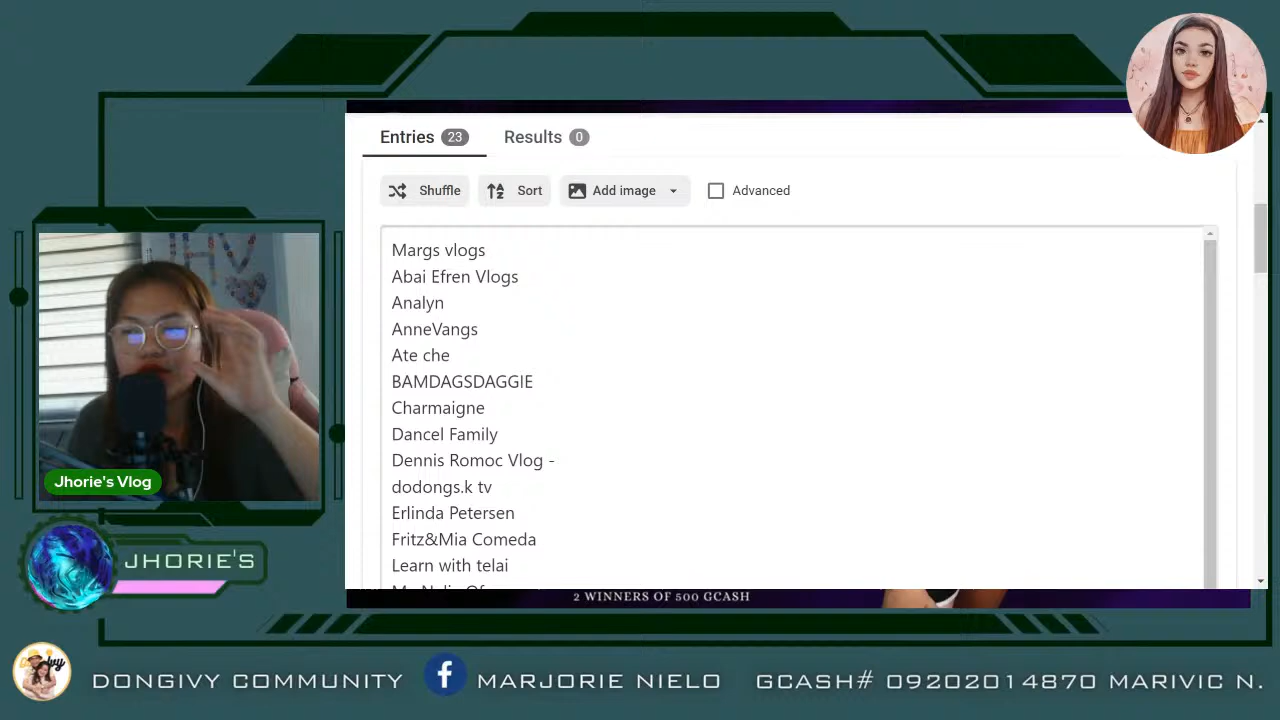 Entries 23 Results 0
Shuffle Sort Add image Advanced
Margs vlogs
Abai Efren Vlogs
Analyn
AnneVangs
Ate che
BAMDAGSDAGGIE
Charmaigne
Dancel Family
Dennis Romoc Vlog -
dodongs.k tv
Erlinda Petersen
Fritz&Mia Comeda
Learn with telai
2 WINNERS OF 500 GCASH
Jhorie's Vlog
JHORIE'S
DONGIVY COMMUNITY f MARJORIE NIELO GCASH# 09202014870 MARIVIC N.